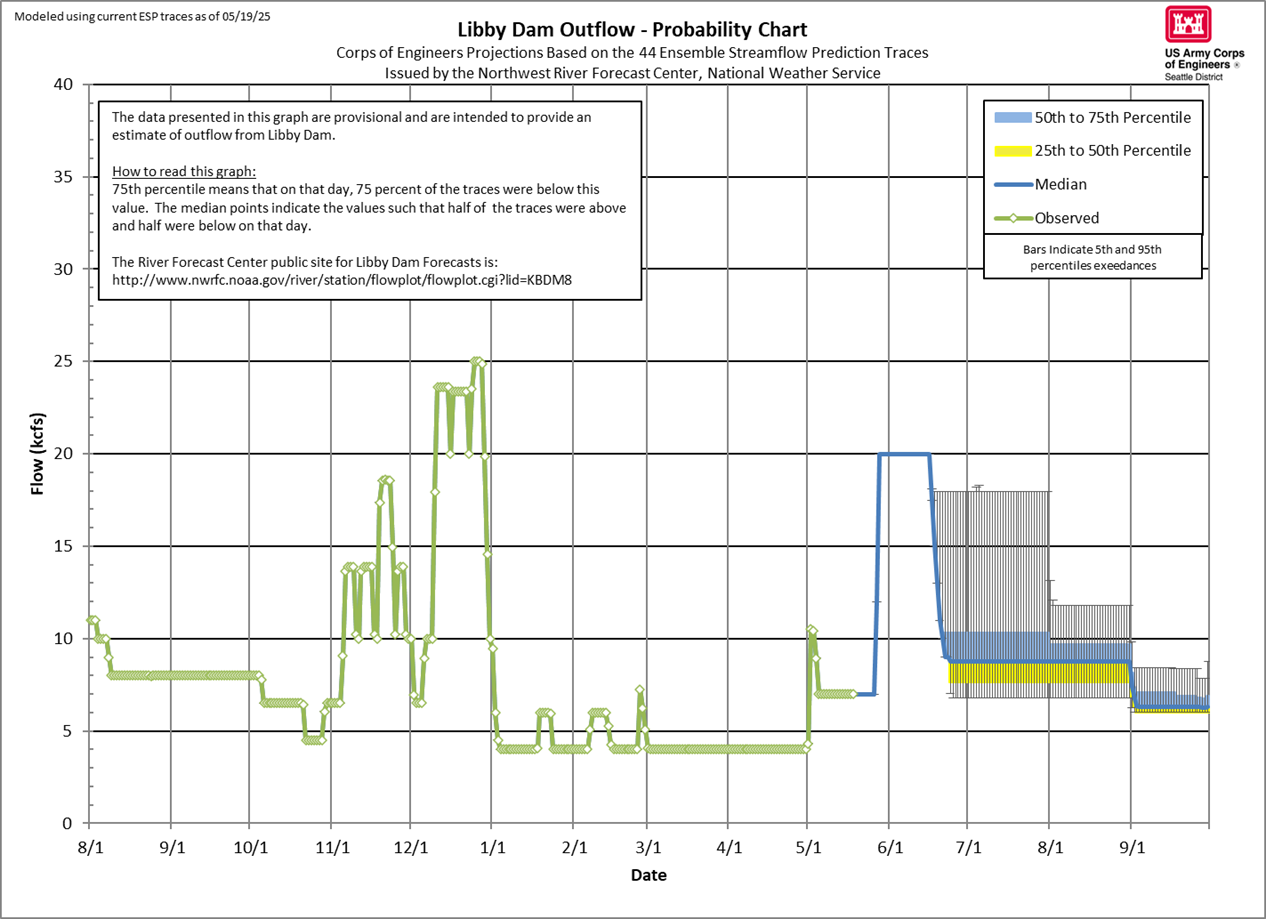 Modeled using current ESP traces as of 05/19/25
Libby Dam Outflow - Probability Chart
Corps of Engineers Projections Based on the 44 Ensemble Streamflow Prediction Traces
Issued by the Northwest River Forecast Center, National Weather Service
US Army Corps
of Engineers ®
Seattle District
The data presented in this graph are provisional and are intended to provide an
estimate of outflow from Libby Dam.
How to read this graph:
75th percentile means that on that day, 75 percent of the traces were below this
value. The median points indicate the values such that half of the traces were above
and half were below on that day.
The River Forecast Center public site for Libby Dam Forecasts is:
http://www.nwrfc.noaa.gov/river/station/flowplot/flowplot.cgi?lid=KBDM8
50th to 75th Percentile
25th to 50th Percentile
Median
Observed
Bars Indicate 5th and 95th
percentiles exeedances
Flow (kcfs)
40
35
30
25
20
15
10
5
0
8/1 9/1 10/1 11/1 12/1 1/1 2/1 3/1 4/1 5/1 6/1 7/1 8/1 9/1
Date